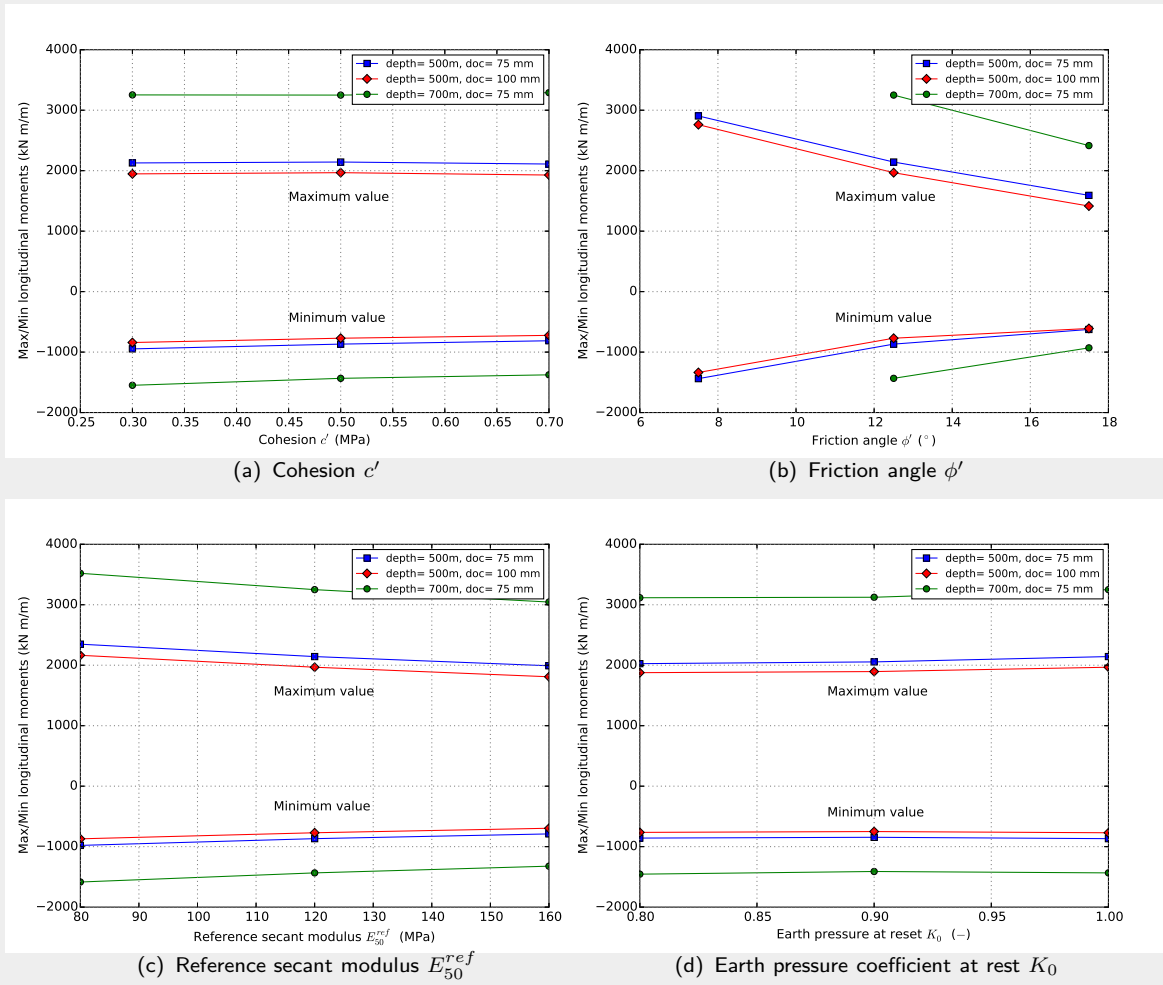 4000
3000
2000
1000
0
−1000
−2000
Max/Min longitudinal moments (kN m/m)
depth= 500m, doc= 75 mm
depth= 500m, doc= 100 mm
depth= 700m, doc= 75 mm
Maximum value
Minimum value
0.25 0.30 0.35 0.40 0.45 0.50 0.55 0.60 0.65 0.70
Cohesion c′ (MPa)
(a) Cohesion c′
4000
3000
2000
1000
0
−1000
−2000
Max/Min longitudinal moments (kN m/m)
depth= 500m, doc= 75 mm
depth= 500m, doc= 100 mm
depth= 700m, doc= 75 mm
Maximum value
Minimum value
6 8 10 12 14 16 18
Friction angle ϕ′ (°)
(b) Friction angle ϕ′
4000
3000
2000
1000
0
−1000
−2000
Max/Min longitudinal moments (kN m/m)
depth= 500m, doc= 75 mm
depth= 500m, doc= 100 mm
depth= 700m, doc= 75 mm
Maximum value
Minimum value
80 90 100 110 120 130 140 150 160
Reference secant modulus E_50^ref (MPa)
(c) Reference secant modulus E_50^ref
4000
3000
2000
1000
0
−1000
−2000
Max/Min longitudinal moments (kN m/m)
depth= 500m, doc= 75 mm
depth= 500m, doc= 100 mm
depth= 700m, doc= 75 mm
Maximum value
Minimum value
0.80 0.85 0.90 0.95 1.00
Earth pressure at reset K₀ (−)
(d) Earth pressure coefficient at rest K₀